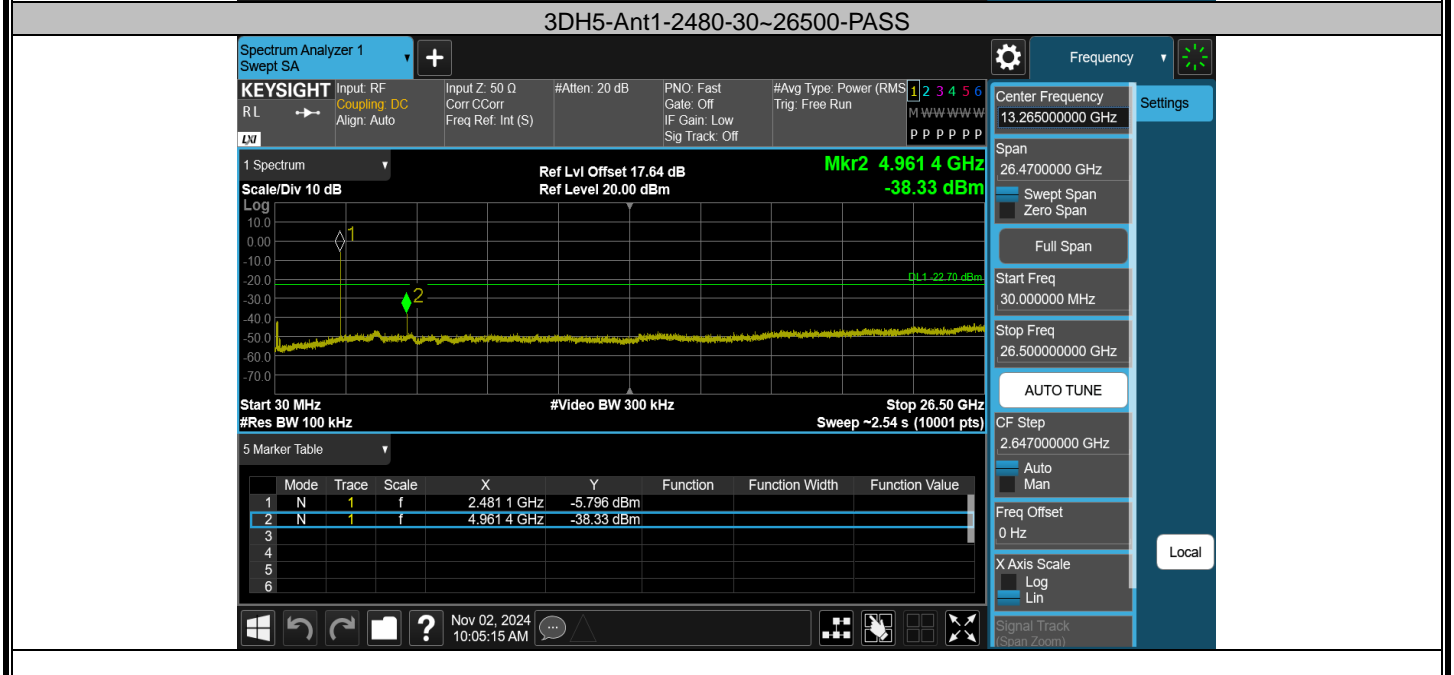 3DH5-Ant1-2480-30~26500-PASS
Spectrum Analyzer 1
Swept SA
+
Frequency
KEYSIGHT
RL
LXI
Input: RF
Coupling: DC
Align: Auto
Input Z: 50 Ω
Corr CCorr
Freq Ref: Int (S)
#Atten: 20 dB
PNO: Fast
Gate: Off
IF Gain: Low
Sig Track: Off
#Avg Type: Power (RMS
Trig: Free Run
1 2 3 4 5 6
M W W W W W
P P P P P P
1 Spectrum
Scale/Div 10 dB
Ref Lvl Offset 17.64 dB
Ref Level 20.00 dBm
Mkr2 4.961 4 GHz
-38.33 dBm
Log
10.0
0.00
-10.0
-20.0
-30.0
-40.0
-50.0
-60.0
-70.0
1
2
DL1 -22.70 dBm
Start 30 MHz
#Res BW 100 kHz
#Video BW 300 kHz
Stop 26.50 GHz
Sweep ~2.54 s (10001 pts)
5 Marker Table
Mode Trace Scale X Y Function Function Width Function Value
1 N 1 f 2.481 1 GHz -5.796 dBm
2 N 1 f 4.961 4 GHz -38.33 dBm
3
4
5
6
?
Nov 02, 2024
10:05:15 AM
Center Frequency
13.265000000 GHz
Settings
Span
26.4700000 GHz
Swept Span
Zero Span
Full Span
Start Freq
30.000000 MHz
Stop Freq
26.500000000 GHz
AUTO TUNE
CF Step
2.647000000 GHz
Auto
Man
Freq Offset
0 Hz
X Axis Scale
Log
Lin
Local
Signal Track
(Span Zoom)